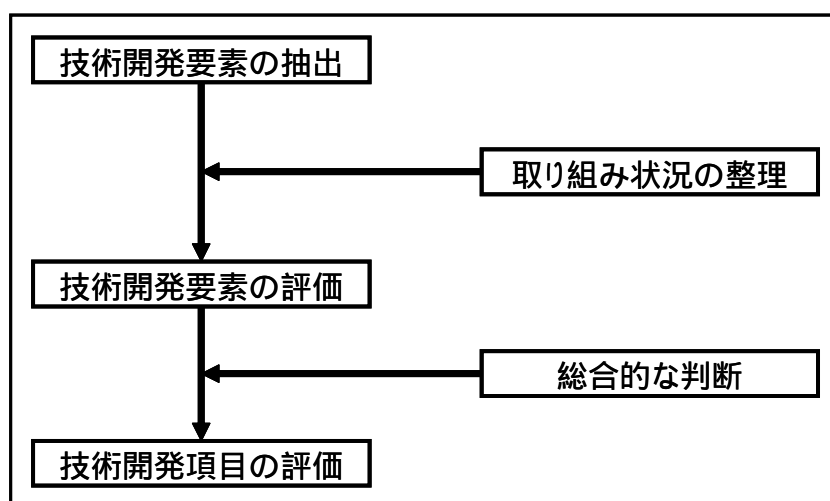 技術開発要素の抽出
取り組み状況の整理
技術開発要素の評価
総合的な判断
技術開発項目の評価